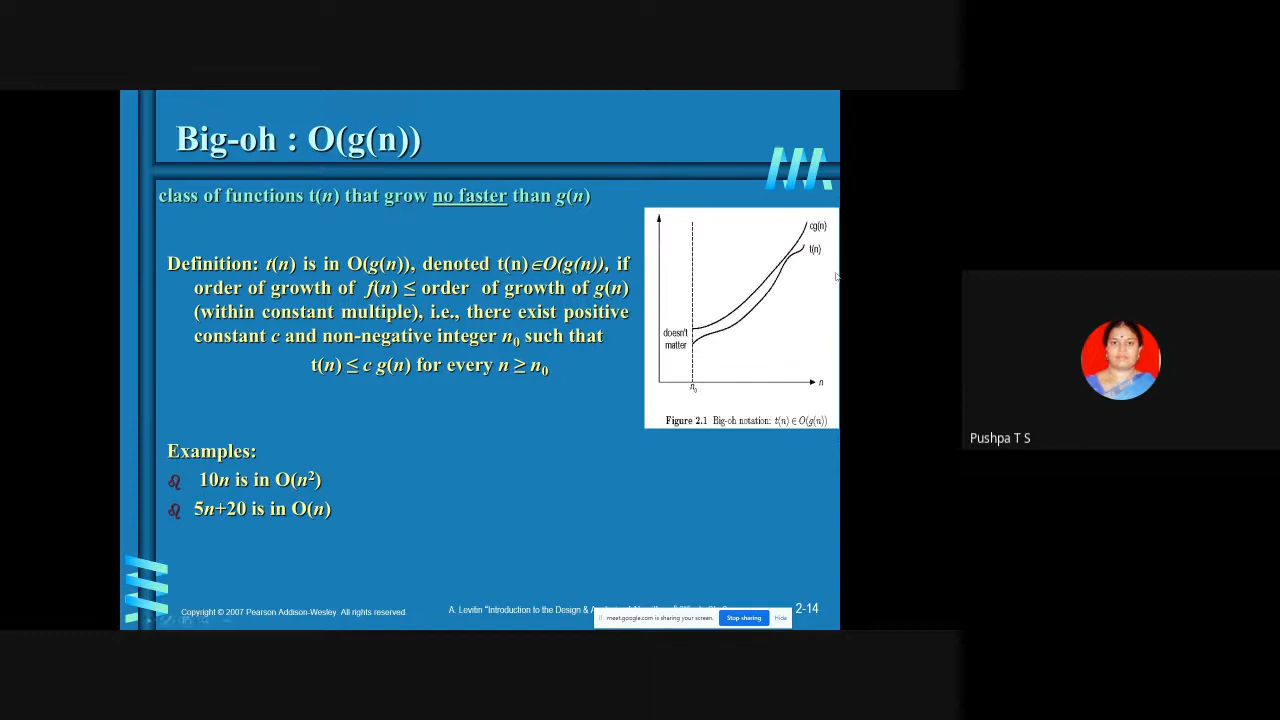 Big-oh : O(g(n))
class of functions t(n) that grow no faster than g(n)
Definition: t(n) is in O(g(n)), denoted t(n) ∈O(g(n)), if
order of growth of f(n) ≤ order of growth of g(n)
(within constant multiple), i.e., there exist positive
constant c and non-negative integer n₀ such that
t(n) ≤ c g(n) for every n ≥ n₀
cg(n)
t(n)
doesn't
matter
n
n₀
Figure 2.1 Big-oh notation: t(n) ∈ O(g(n))
Examples:
10n is in O(n²)
5n+20 is in O(n)
Copyright © 2007 Pearson Addison-Wesley. All rights reserved.
A. Levitin "Introduction to the Design &
2-14
meet.google.com is sharing your screen.
Stop sharing
Hide
Pushpa T S